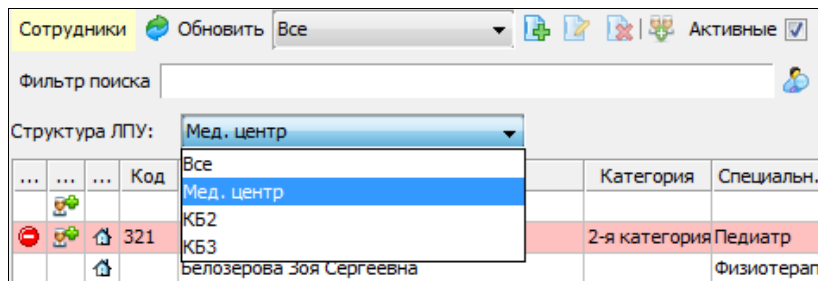 Сотрудники Обновить Все Активные
Фильтр поиска
Структура ЛПУ: Мед. центр
Все
Мед. центр
КБ2
КБ3
... ... ... Код Категория Специальн.
321 2-я категория Педиатр
Белозерова Зоя Сергеевна Физиотерап